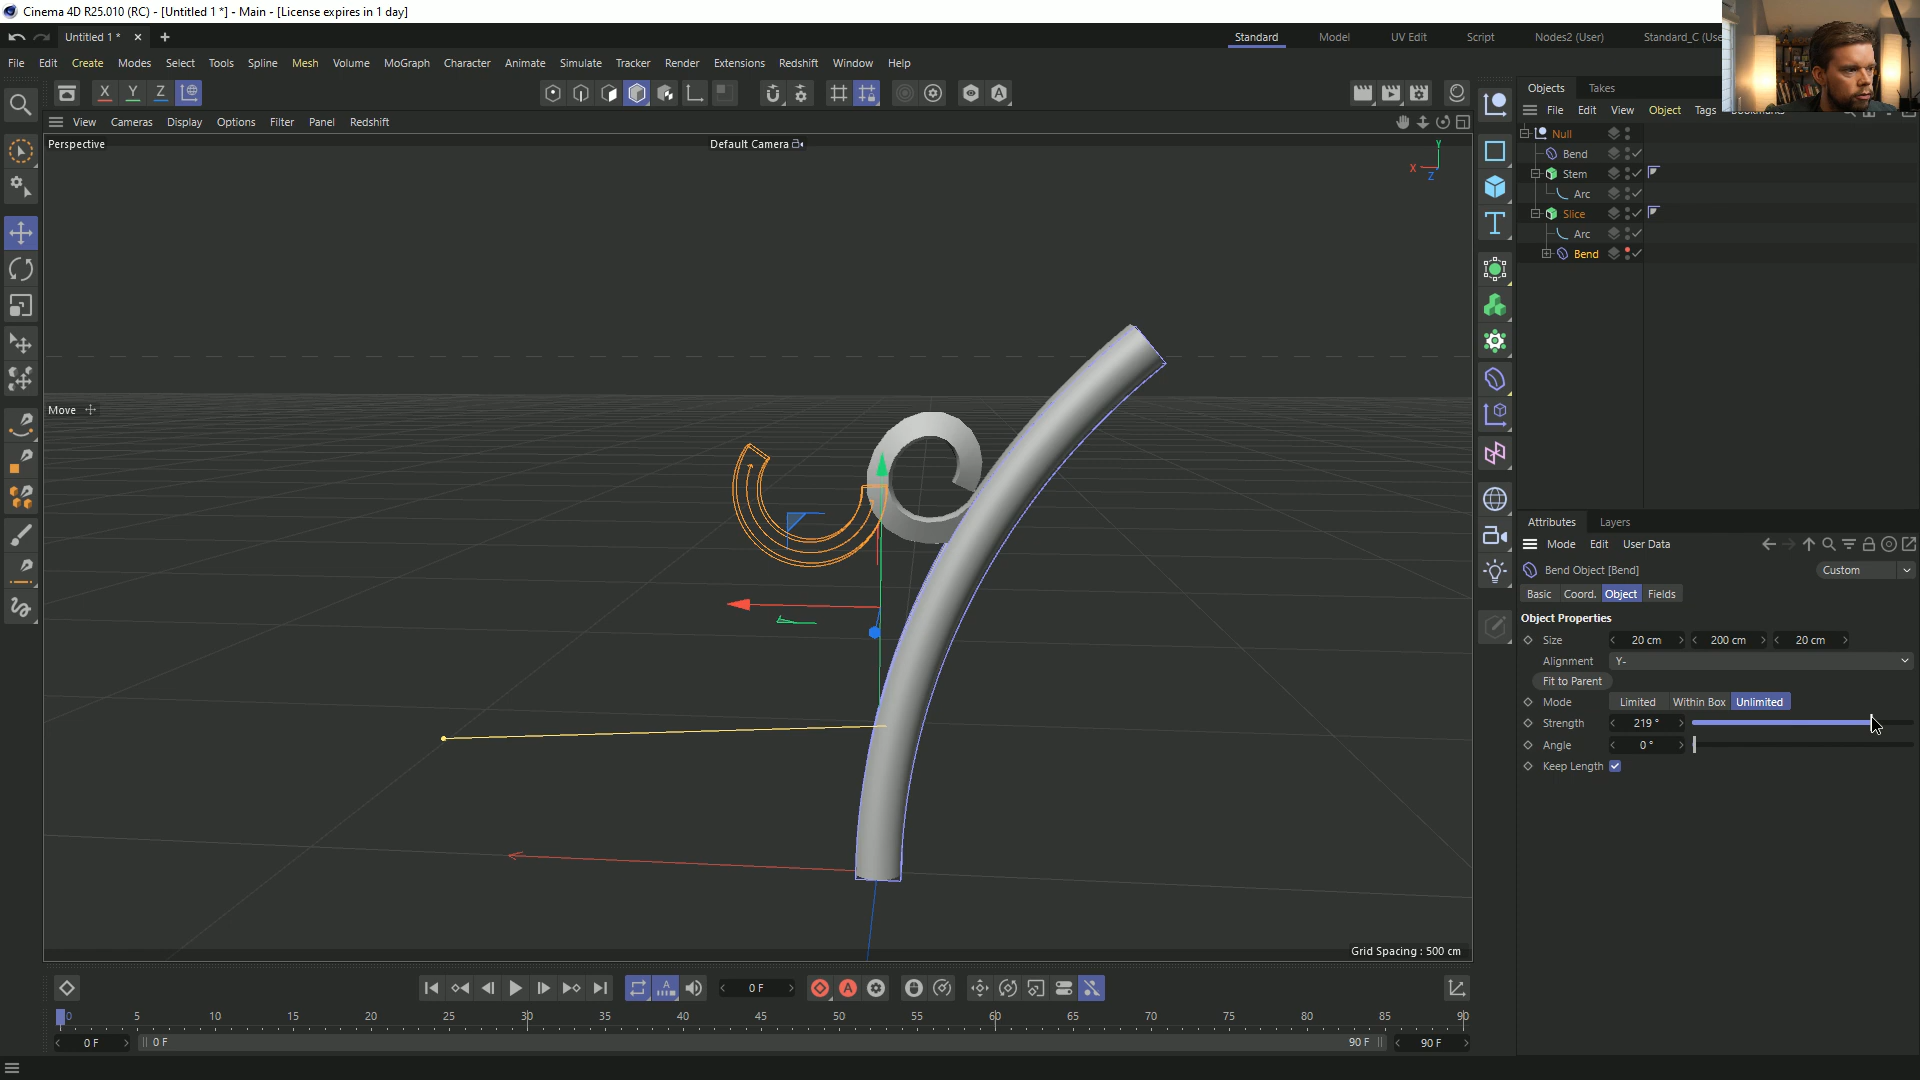 Cinema 4D R25.010 (RC) - [Untitled 1 *] - Main - [License expires in 1 day]
Untitled 1 *
Standard Model UV Edit Script Nodes2 (User) Standard_C (Use
File Edit Create Modes Select Tools Spline Mesh Volume MoGraph Character Animate Simulate Tracker Render Extensions Redshift Window Help
X Y Z
Objects Takes
File Edit View Object Tags Bookmarks
View Cameras Display Options Filter Panel Redshift
Perspective
Default Camera
Y
X
Z
Null
Bend
Stem
Arc
Slice
Arc
Bend
Move
Attributes Layers
Mode Edit User Data
Bend Object [Bend]
Custom
Basic Coord. Object Fields
Object Properties
Size 20 cm 200 cm 20 cm
Alignment Y-
Fit to Parent
Mode Limited Within Box Unlimited
Strength 219 °
Angle 0 °
Keep Length
Grid Spacing : 500 cm
0 F
0 5 10 15 20 25 30 35 40 45 50 55 60 65 70 75 80 85 90
0 F 0 F 90 F 90 F